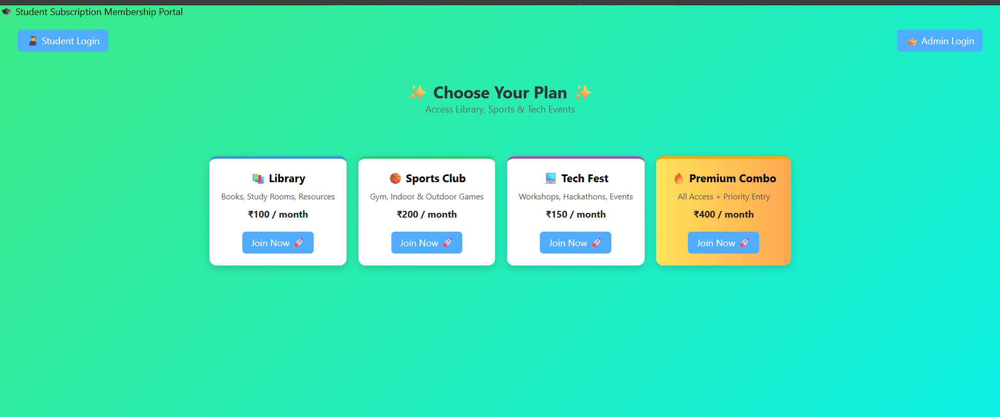 🎓 Student Subscription Membership Portal
👩‍🎓 Student Login
👑 Admin Login
✨ Choose Your Plan ✨
Access Library, Sports & Tech Events
📚 Library
Books, Study Rooms, Resources
₹100 / month
Join Now 🚀
🏀 Sports Club
Gym, Indoor & Outdoor Games
₹200 / month
Join Now 🚀
💻 Tech Fest
Workshops, Hackathons, Events
₹150 / month
Join Now 🚀
🔥 Premium Combo
All Access + Priority Entry
₹400 / month
Join Now 🚀